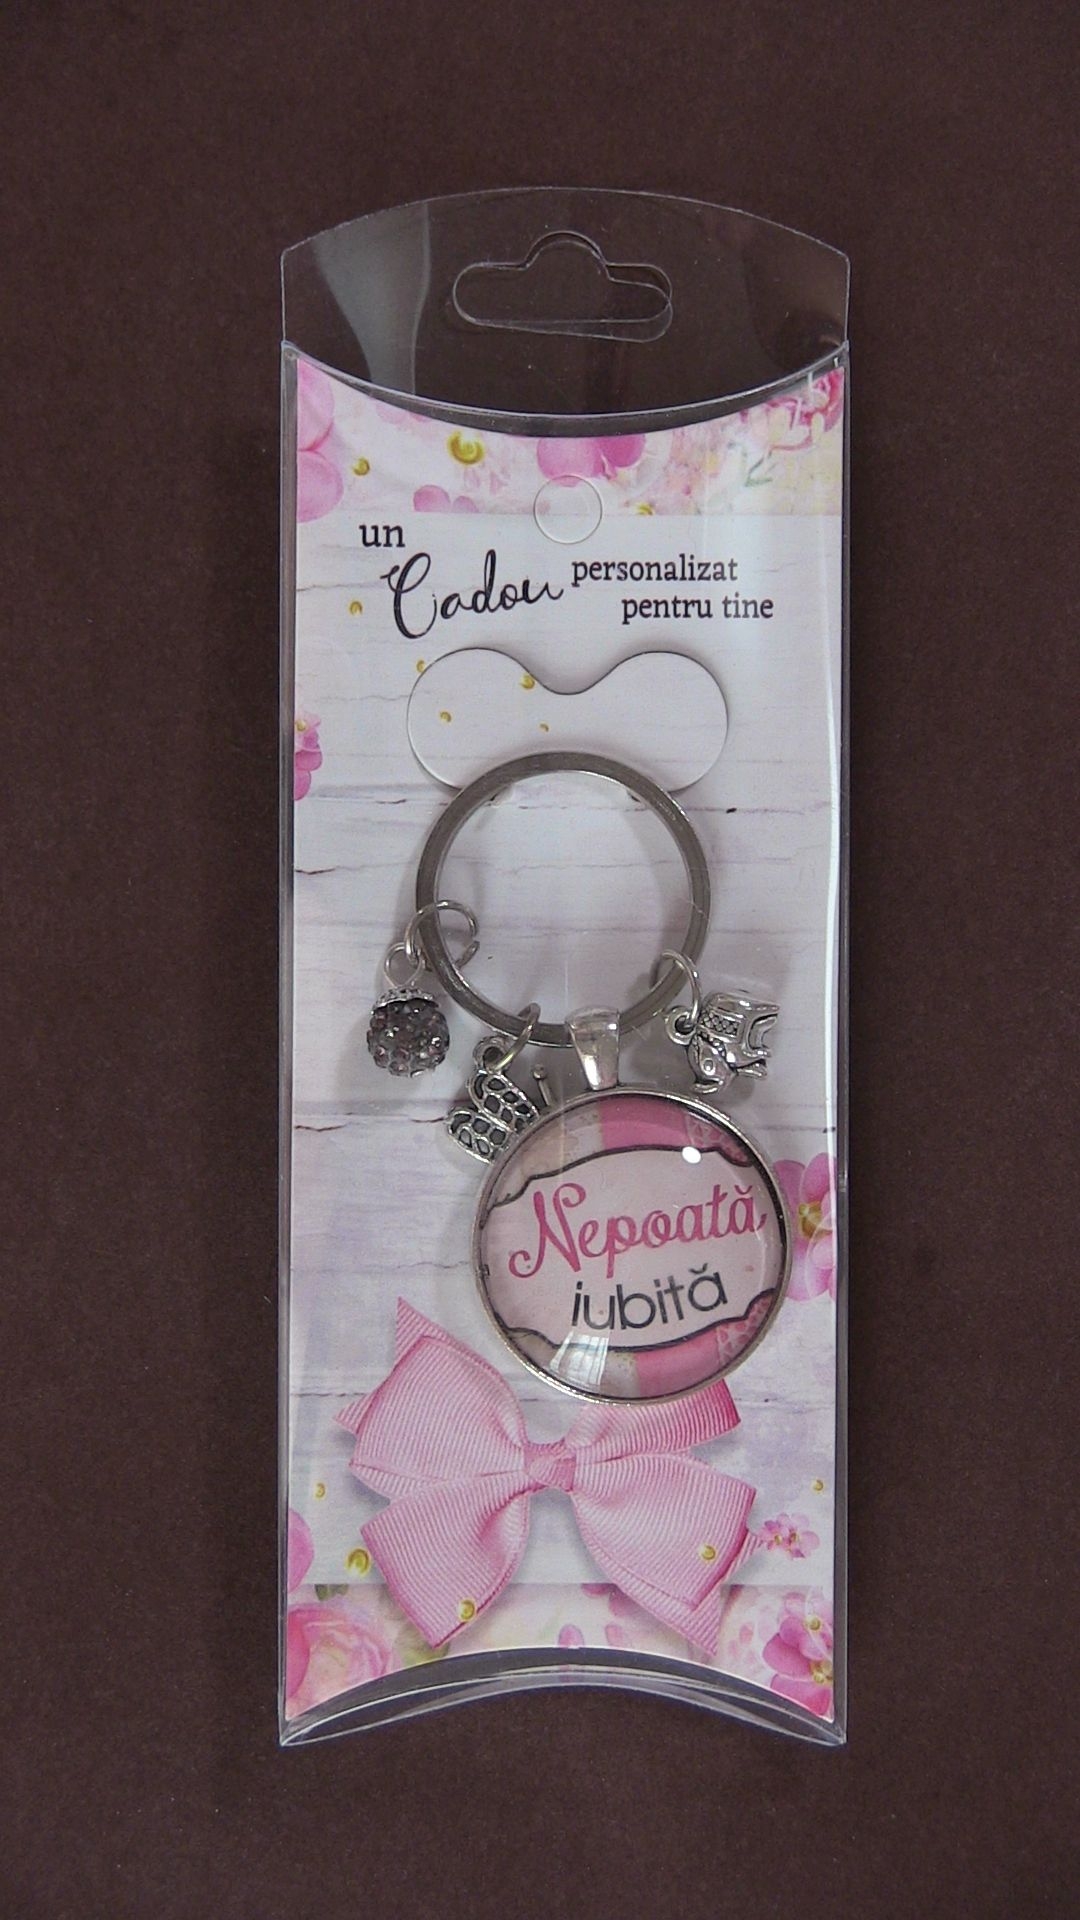 un
Cadou personalizat
pentru tine
Nepoată
iubită